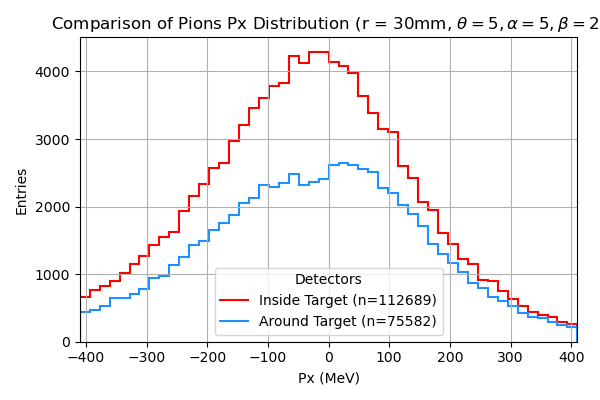 Comparison of Pions Px Distribution (r = 30mm, θ = 5, α = 5, β = 2
4000
3000
2000
1000
0
Entries
Detectors
Inside Target (n=112689)
Around Target (n=75582)
−400 −300 −200 −100 0 100 200 300 400
Px (MeV)